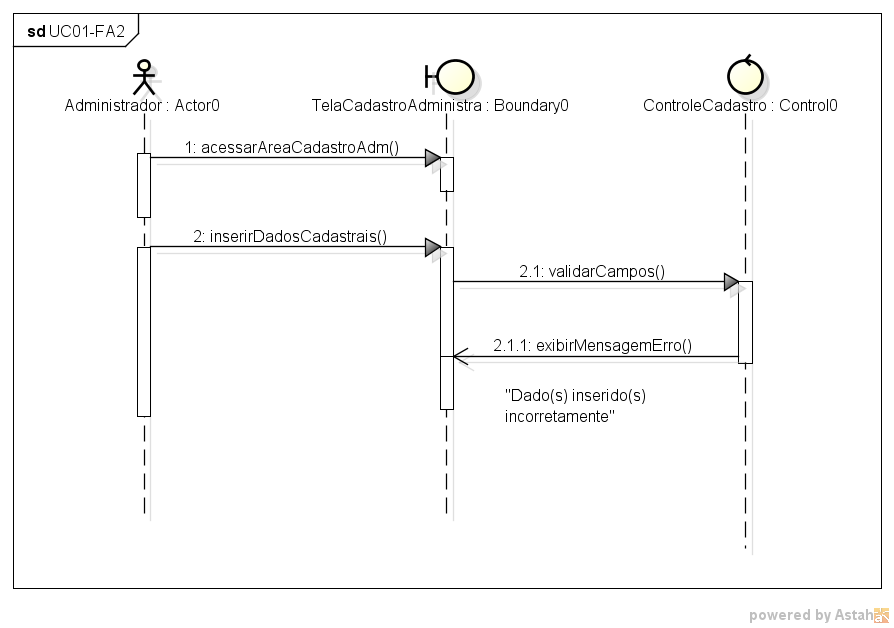 sd UC01-FA2
Administrador : Actor0
TelaCadastroAdministra : Boundary0
ControleCadastro : Control0
1: acessarAreaCadastroAdm()
2: inserirDadosCadastrais()
2.1: validarCampos()
2.1.1: exibirMensagemErro()
"Dado(s) inserido(s)
incorretamente"
powered by Astah